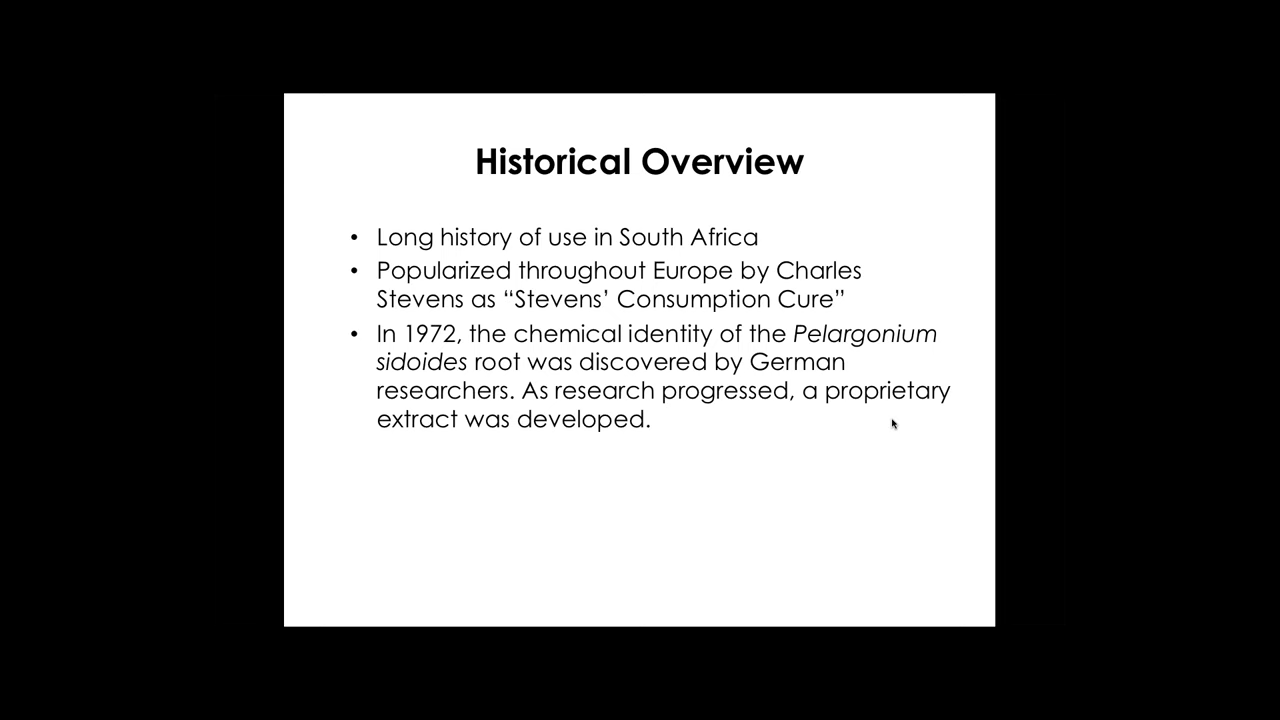 Historical Overview
• Long history of use in South Africa
• Popularized throughout Europe by Charles
Stevens as “Stevens’ Consumption Cure”
• In 1972, the chemical identity of the Pelargonium
sidoides root was discovered by German
researchers. As research progressed, a proprietary
extract was developed.